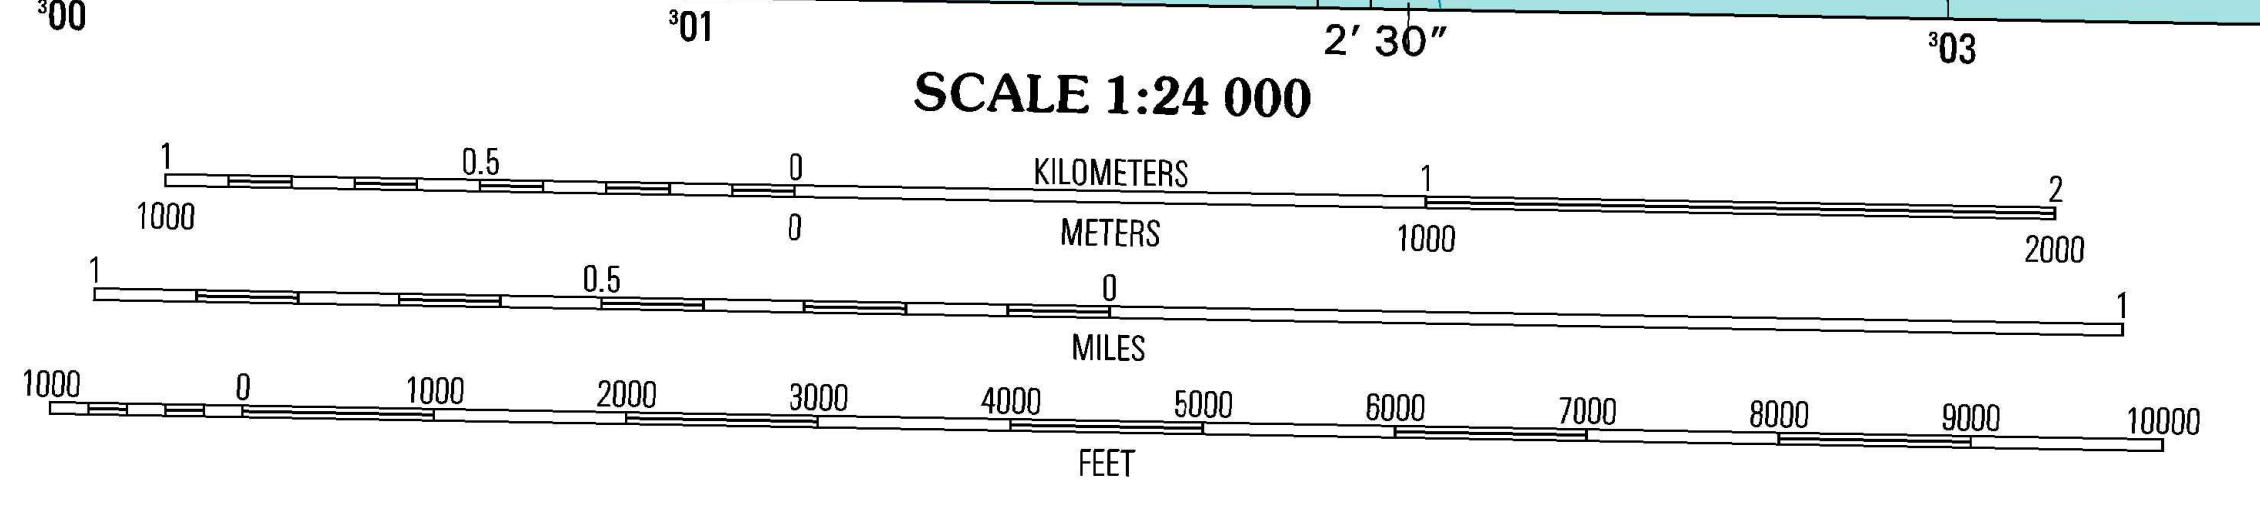 ³00 ³01 2′ 30″ ³03
SCALE 1:24 000
1 0.5 0 KILOMETERS 1 2
1000 0 METERS 1000 2000
1 0.5 0 1
MILES
1000 0 1000 2000 3000 4000 5000 6000 7000 8000 9000 10000
FEET